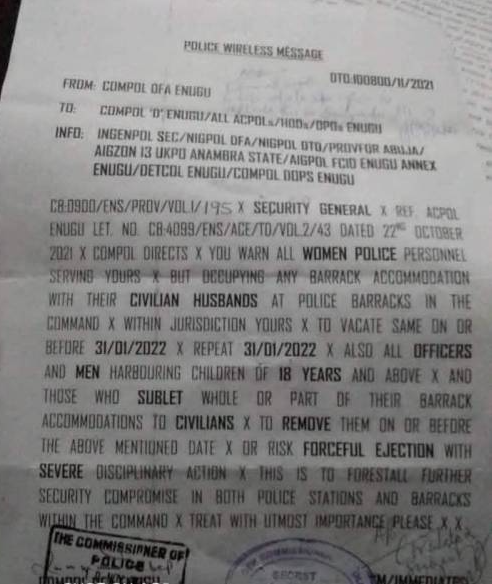 POLICE WIRELESS MESSAGE
DTO:100800/11/2021
FROM: COMPOL DFA ENUGU
TO: COMPOL 'D' ENUGU/ALL ACPOLs/HODs/DPOs ENUGU
INFO: INGENPOL SEC/NIGPOL DFA/NIGPOL DTD/PROVFOR ABUJA/
AIGZON 13 UKPO ANAMBRA STATE/AIGPOL FCID ENUGU ANNEX
ENUGU/DETCOL ENUGU/COMPOL DOPS ENUGU
CB:0900/ENS/PROV/VOL.1/195 X SECURITY GENERAL X REF. ACPOL
ENUGU LET. NO. CB:4099/ENS/ACE/TD/VOL.2/43 DATED 22ND OCTOBER
2021 X COMPOL DIRECTS X YOU WARN ALL WOMEN POLICE PERSONNEL
SERVING YOURS X BUT OCCUPYING ANY BARRACK ACCOMMODATION
WITH THEIR CIVILIAN HUSBANDS AT POLICE BARRACKS IN THE
COMMAND X WITHIN JURISDICTION YOURS X TO VACATE SAME ON OR
BEFORE 31/01/2022 X REPEAT 31/01/2022 X ALSO ALL OFFICERS
AND MEN HARBOURING CHILDREN OF 18 YEARS AND ABOVE X AND
THOSE WHO SUBLET WHOLE OR PART OF THEIR BARRACK
ACCOMMODATIONS TO CIVILIANS X TO REMOVE THEM ON OR BEFORE
THE ABOVE MENTIONED DATE X OR RISK FORCEFUL EJECTION WITH
SEVERE DISCIPLINARY ACTION X THIS IS TO FORESTALL FURTHER
SECURITY COMPROMISE IN BOTH POLICE STATIONS AND BARRACKS
WITHIN THE COMMAND X TREAT WITH UTMOST IMPORTANCE PLEASE X X
THE COMMISSIONER OF
POLICE